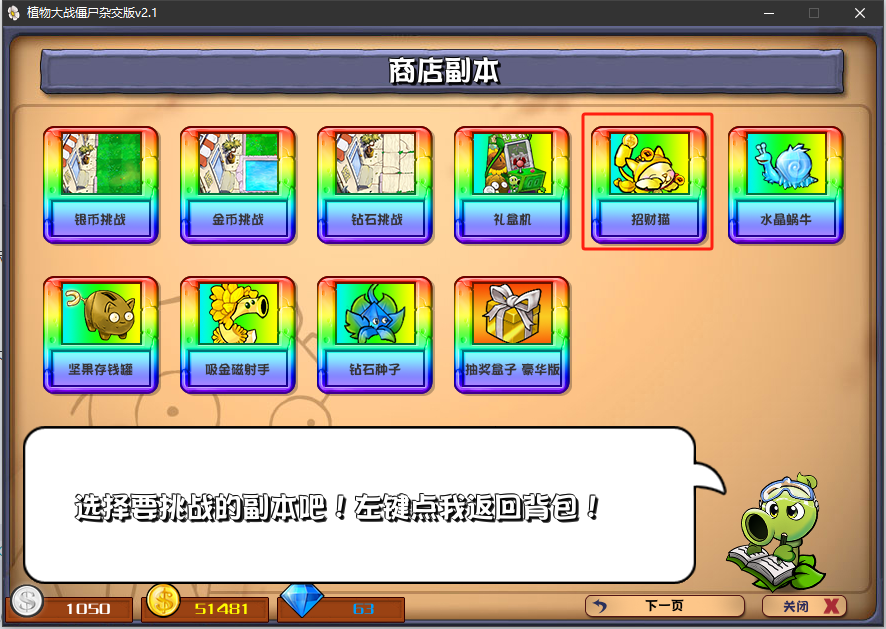 植物大战僵尸杂交版v2.1
商店副本
银币挑战
金币挑战
钻石挑战
礼盒机
招财猫
水晶蜗牛
坚果存钱罐
吸金磁射手
钻石种子
抽奖盒子 豪华版
选择要挑战的副本吧！左键点我返回背包！
1050
51481
63
下一页
关闭